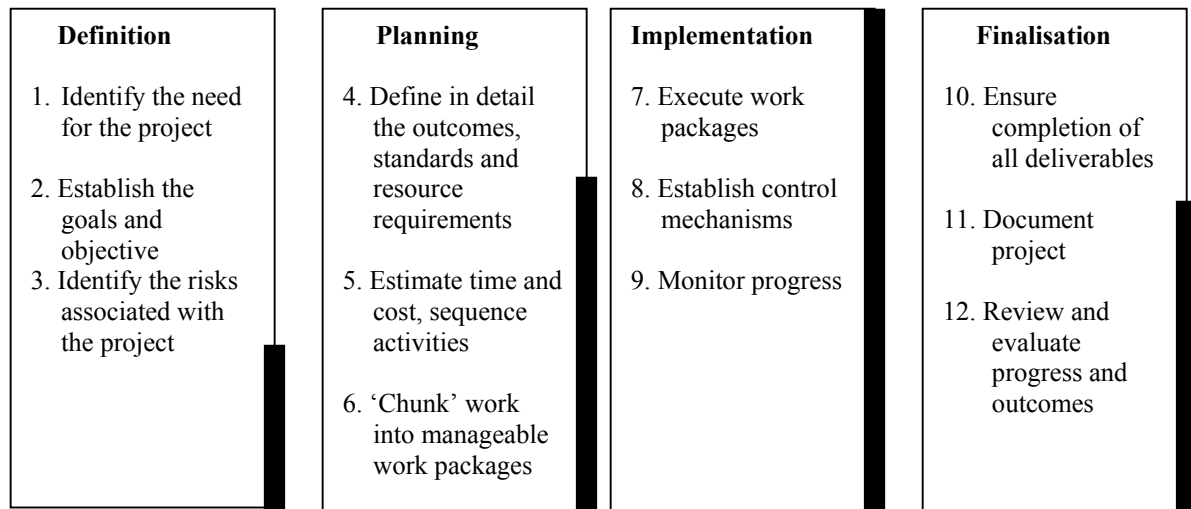 Definition
1. Identify the need
for the project
2. Establish the
goals and
objective
3. Identify the risks
associated with
the project
Planning
4. Define in detail
the outcomes,
standards and
resource
requirements
5. Estimate time and
cost, sequence
activities
6. ‘Chunk’ work
into manageable
work packages
Implementation
7. Execute work
packages
8. Establish control
mechanisms
9. Monitor progress
Finalisation
10. Ensure
completion of
all deliverables
11. Document
project
12. Review and
evaluate
progress and
outcomes